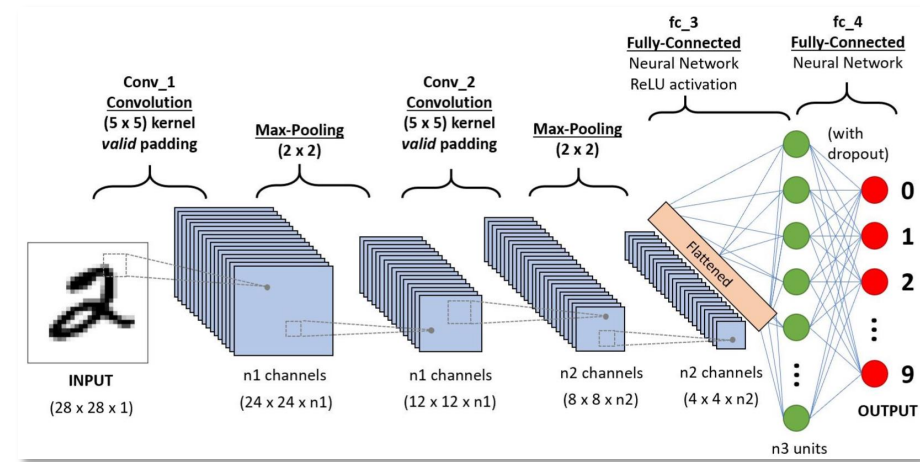 fc_3
Fully-Connected
Neural Network
ReLU activation
fc_4
Fully-Connected
Neural Network
Conv_1
Convolution
(5 x 5) kernel
valid padding
Max-Pooling
(2 x 2)
Conv_2
Convolution
(5 x 5) kernel
valid padding
Max-Pooling
(2 x 2)
(with
dropout)
Flattened
0
1
2
9
INPUT
(28 x 28 x 1)
n1 channels
(24 x 24 x n1)
n1 channels
(12 x 12 x n1)
n2 channels
(8 x 8 x n2)
n2 channels
(4 x 4 x n2)
OUTPUT
n3 units